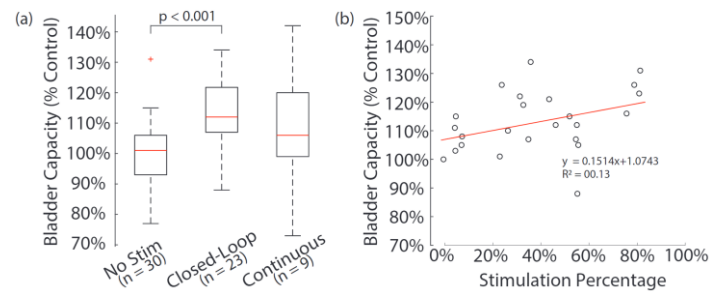 (a)
Bladder Capacity (% Control)
140%
130%
120%
110%
100%
90%
80%
70%
p < 0.001
No Stim
(n = 30)
Closed-Loop
(n = 23)
Continuous
(n = 9)
(b)
Bladder Capacity (% Control)
150%
140%
130%
120%
110%
100%
90%
80%
70%
y = 0.1514x+1.0743
R² = 00.13
0%
20%
40%
60%
80%
100%
Stimulation Percentage